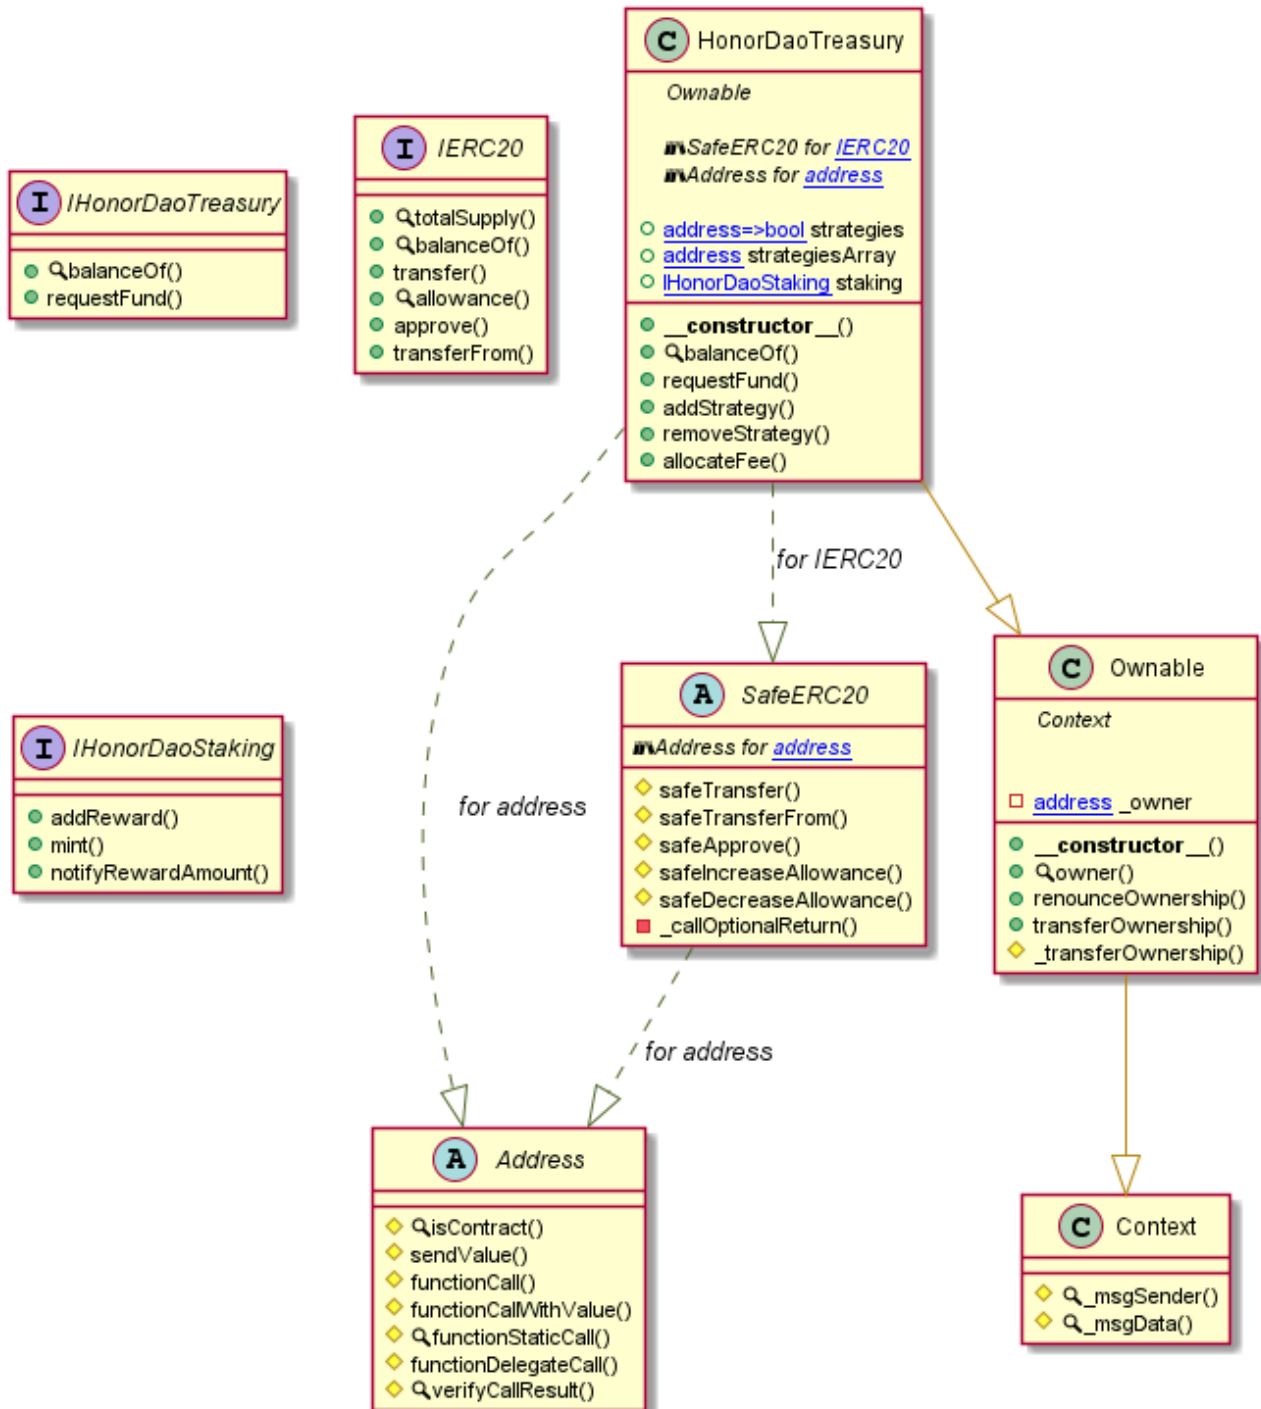 C HonorDaoTreasury
Ownable
SafeERC20 for IERC20
Address for address
address=>bool strategies
address strategiesArray
IHonorDaoStaking staking
__constructor__()
balanceOf()
requestFund()
addStrategy()
removeStrategy()
allocateFee()
I IERC20
totalSupply()
balanceOf()
transfer()
allowance()
approve()
transferFrom()
I IHonorDaoTreasury
balanceOf()
requestFund()
for IERC20
C Ownable
Context
address _owner
__constructor__()
owner()
renounceOwnership()
transferOwnership()
_transferOwnership()
A SafeERC20
Address for address
safeTransfer()
safeTransferFrom()
safeApprove()
safeIncreaseAllowance()
safeDecreaseAllowance()
_callOptionalReturn()
I IHonorDaoStaking
addReward()
mint()
notifyRewardAmount()
for address
for address
A Address
isContract()
sendValue()
functionCall()
functionCallWithValue()
functionStaticCall()
functionDelegateCall()
verifyCallResult()
C Context
_msgSender()
_msgData()